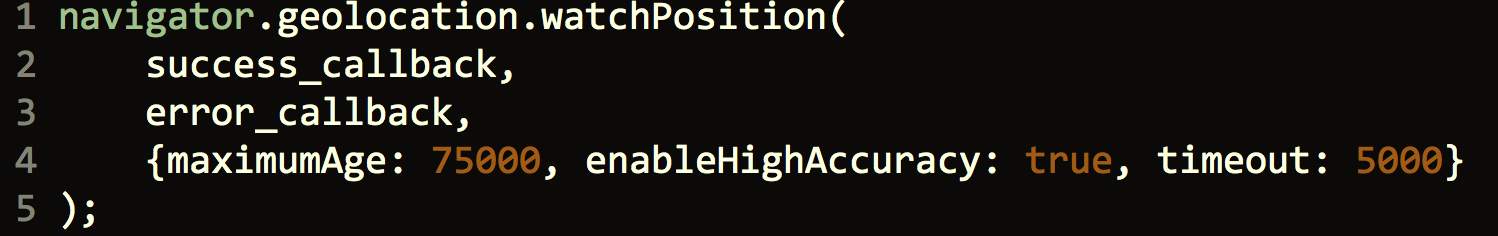 1 navigator.geolocation.watchPosition(
2     success_callback,
3     error_callback,
4     {maximumAge: 75000, enableHighAccuracy: true, timeout: 5000}
5 );